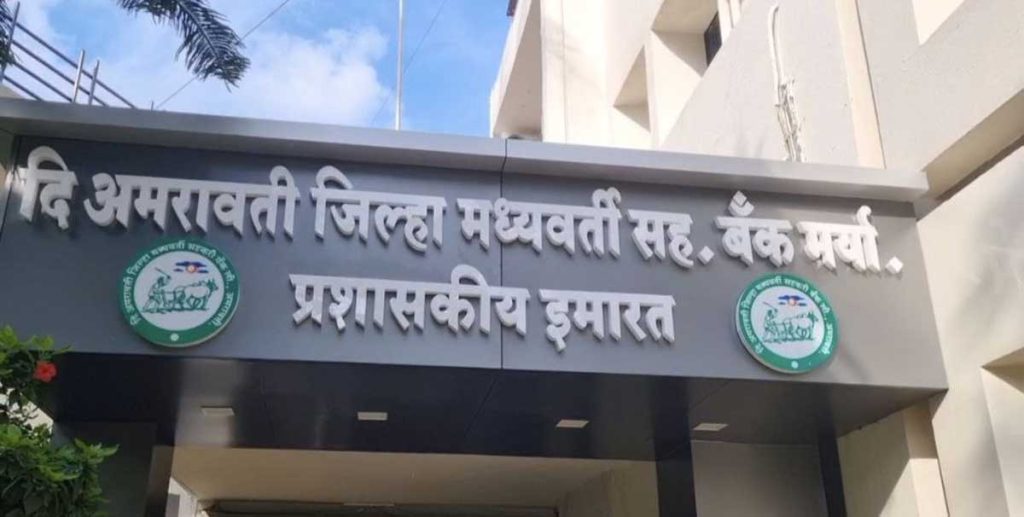 दि अमरावती जिल्हा मध्यवर्ती सह. बँक मर्या.
प्रशासकीय इमारत